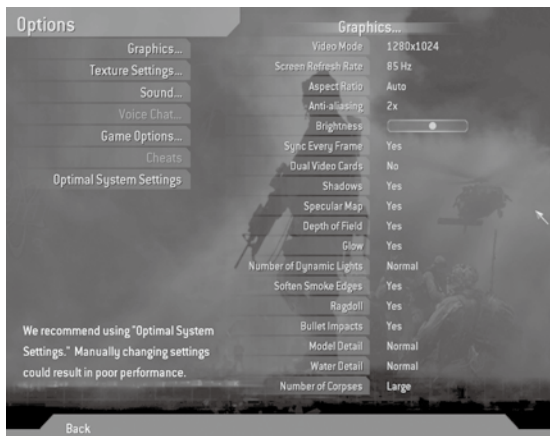 Options
Graphics...
Texture Settings...
Sound...
Voice Chat...
Game Options...
Cheats
Optimal System Settings
We recommend using "Optimal System
Settings." Manually changing settings
could result in poor performance.
Graphics...
Video Mode 1280x1024
Screen Refresh Rate 85 Hz
Aspect Ratio Auto
Anti-aliasing 2x
Brightness
Sync Every Frame Yes
Dual Video Cards No
Shadows Yes
Specular Map Yes
Depth of Field Yes
Glow Yes
Number of Dynamic Lights Normal
Soften Smoke Edges Yes
Ragdoll Yes
Bullet Impacts Yes
Model Detail Normal
Water Detail Normal
Number of Corpses Large
Back